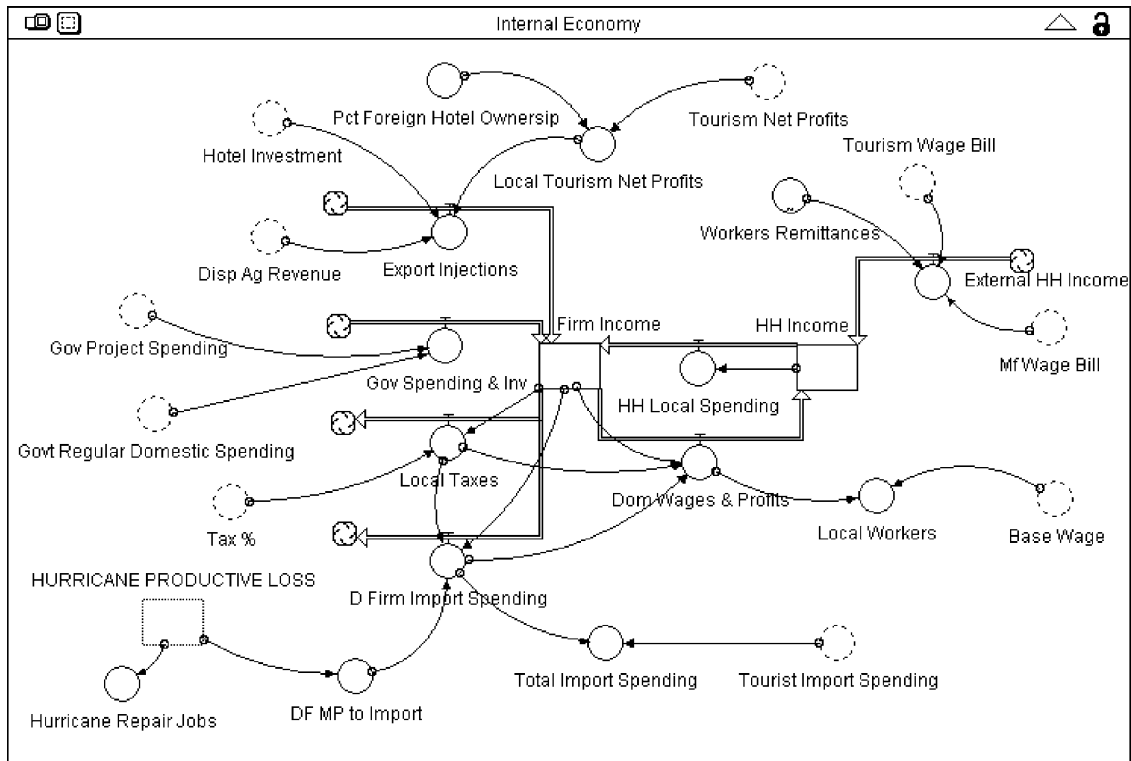 Internal Economy
Pct Foreign Hotel Ownersip
Tourism Net Profits
Hotel Investment
Tourism Wage Bill
Local Tourism Net Profits
Workers Remittances
Disp Ag Revenue
Export Injections
External HH Income
Firm Income
HH Income
Gov Project Spending
Mf Wage Bill
Gov Spending & Inv
HH Local Spending
Govt Regular Domestic Spending
Local Taxes
Dom Wages & Profits
Tax %
Local Workers
Base Wage
HURRICANE PRODUCTIVE LOSS
D Firm Import Spending
Total Import Spending
Tourist Import Spending
Hurricane Repair Jobs
DF MP to Import